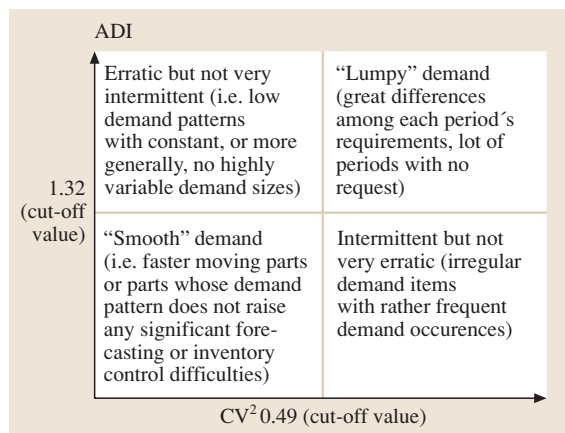 ADI
Erratic but not very
intermittent (i.e. low
demand patterns
with constant, or more
generally, no highly
variable demand sizes)
“Lumpy” demand
(great differences
among each period´s
requirements, lot of
periods with no
request)
1.32
(cut-off
value)
“Smooth” demand
(i.e. faster moving parts
or parts whose demand
pattern does not raise
any significant fore-
casting or inventory
control difficulties)
Intermittent but not
very erratic (irregular
demand items
with rather frequent
demand occurences)
CV² 0.49 (cut-off value)